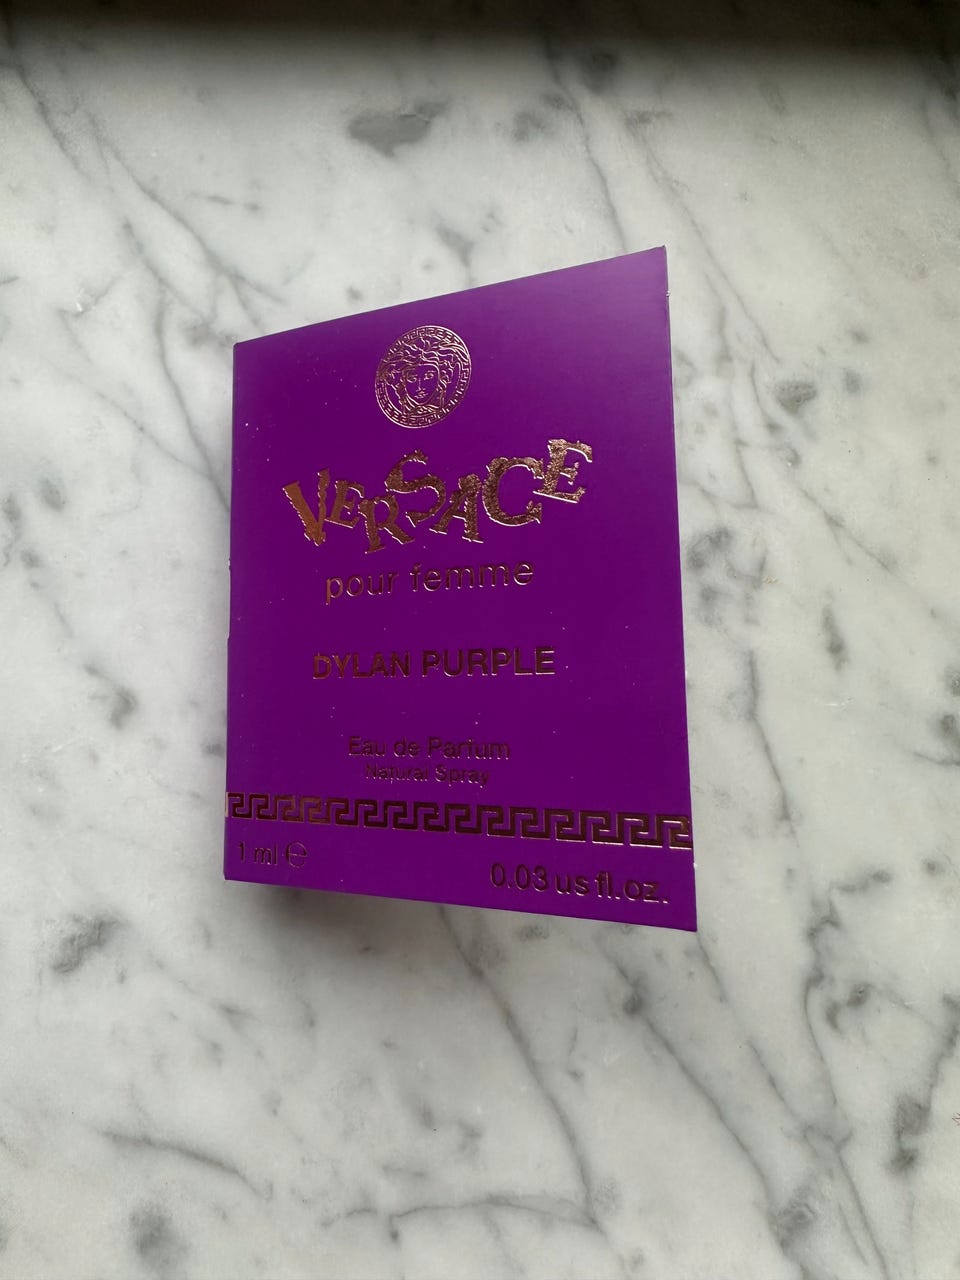 VERSACE
pour femme
DYLAN PURPLE
Eau de Parfum
Natural Spray
1 ml ℮
0.03 us fl.oz.